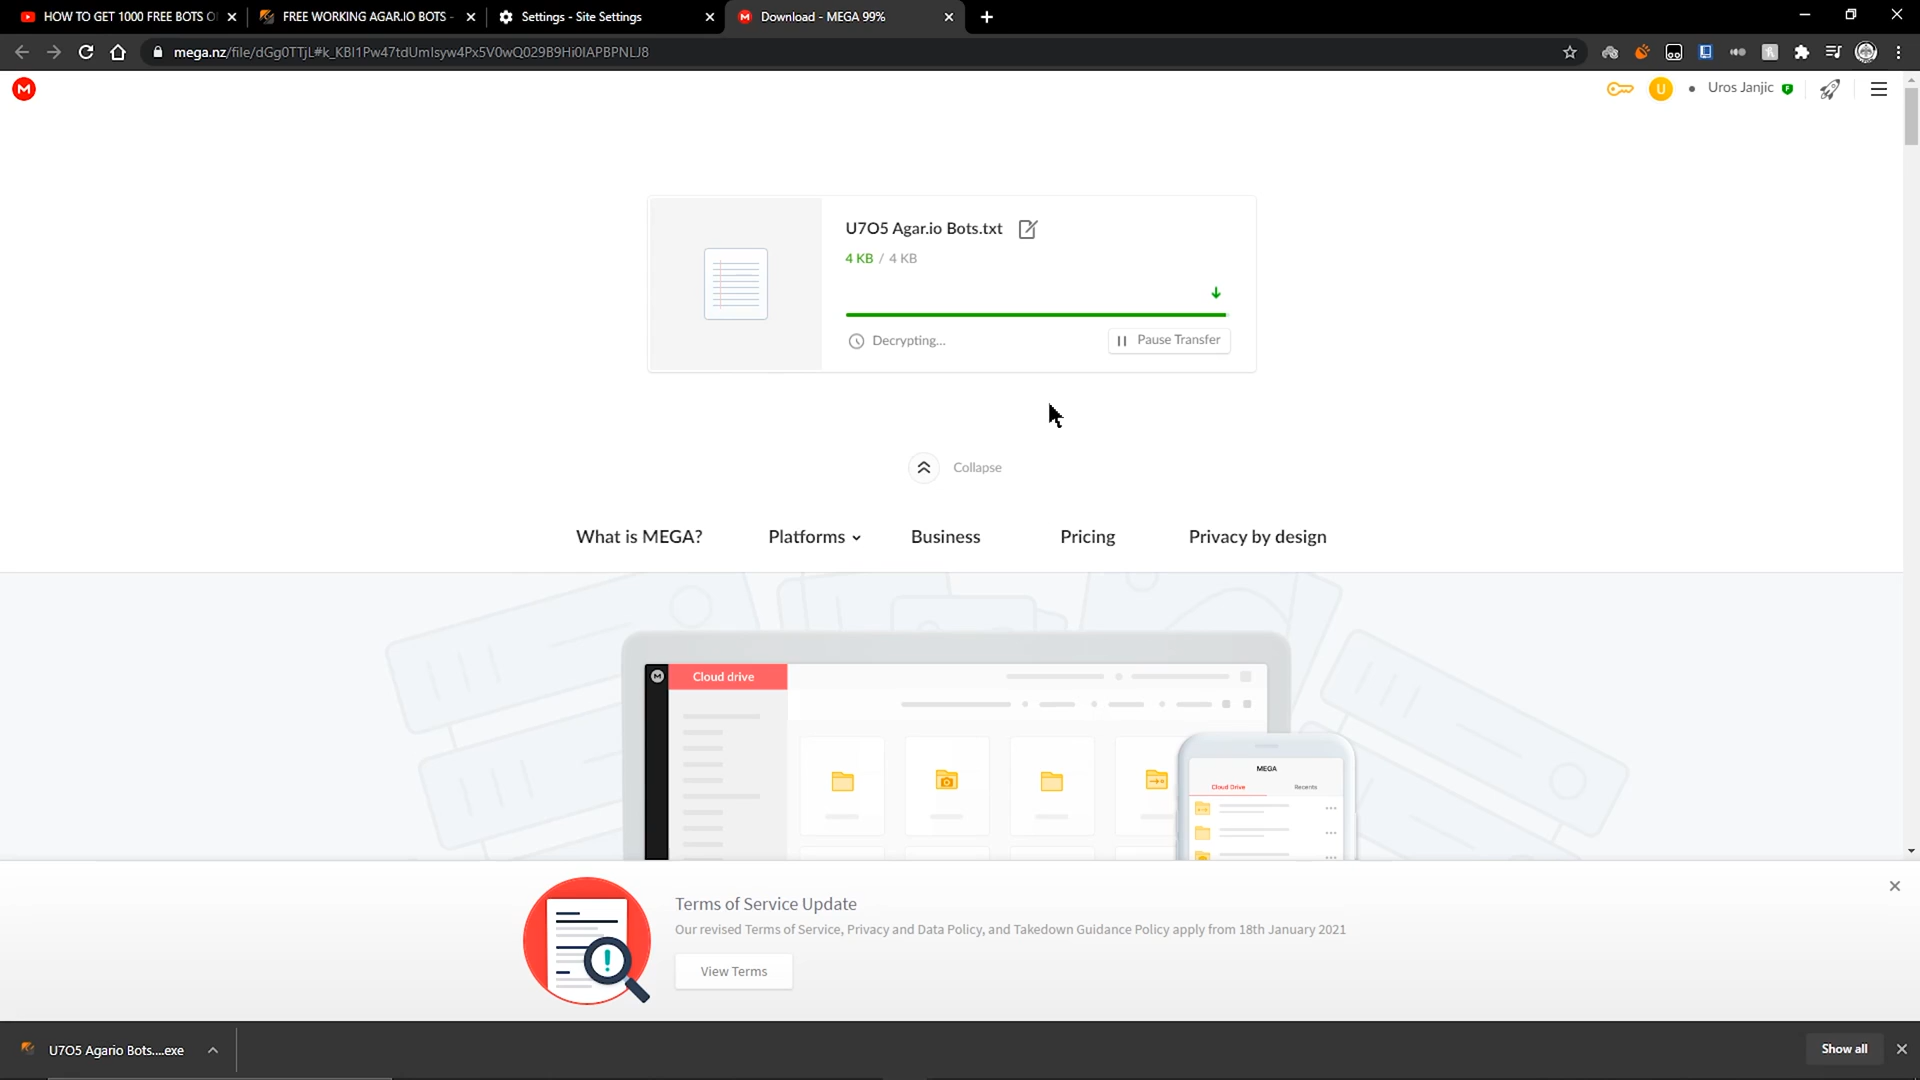 HOW TO GET 1000 FREE BOTS O
FREE WORKING AGAR.IO BOTS -
Settings - Site Settings
Download - MEGA 99%
mega.nz/file/dGg0TTjL#k_KBI1Pw47tdUmIsyw4Px5V0wQ029B9Hi0IAPBPNLJ8
M
U
Uros Janjic
U7O5 Agar.io Bots.txt
4 KB / 4 KB
Decrypting...
Pause Transfer
Collapse
What is MEGA?
Platforms
Business
Pricing
Privacy by design
Cloud drive
MEGA
Cloud Drive
Recents
Terms of Service Update
Our revised Terms of Service, Privacy and Data Policy, and Takedown Guidance Policy apply from 18th January 2021
View Terms
U7O5 Agario Bots....exe
Show all